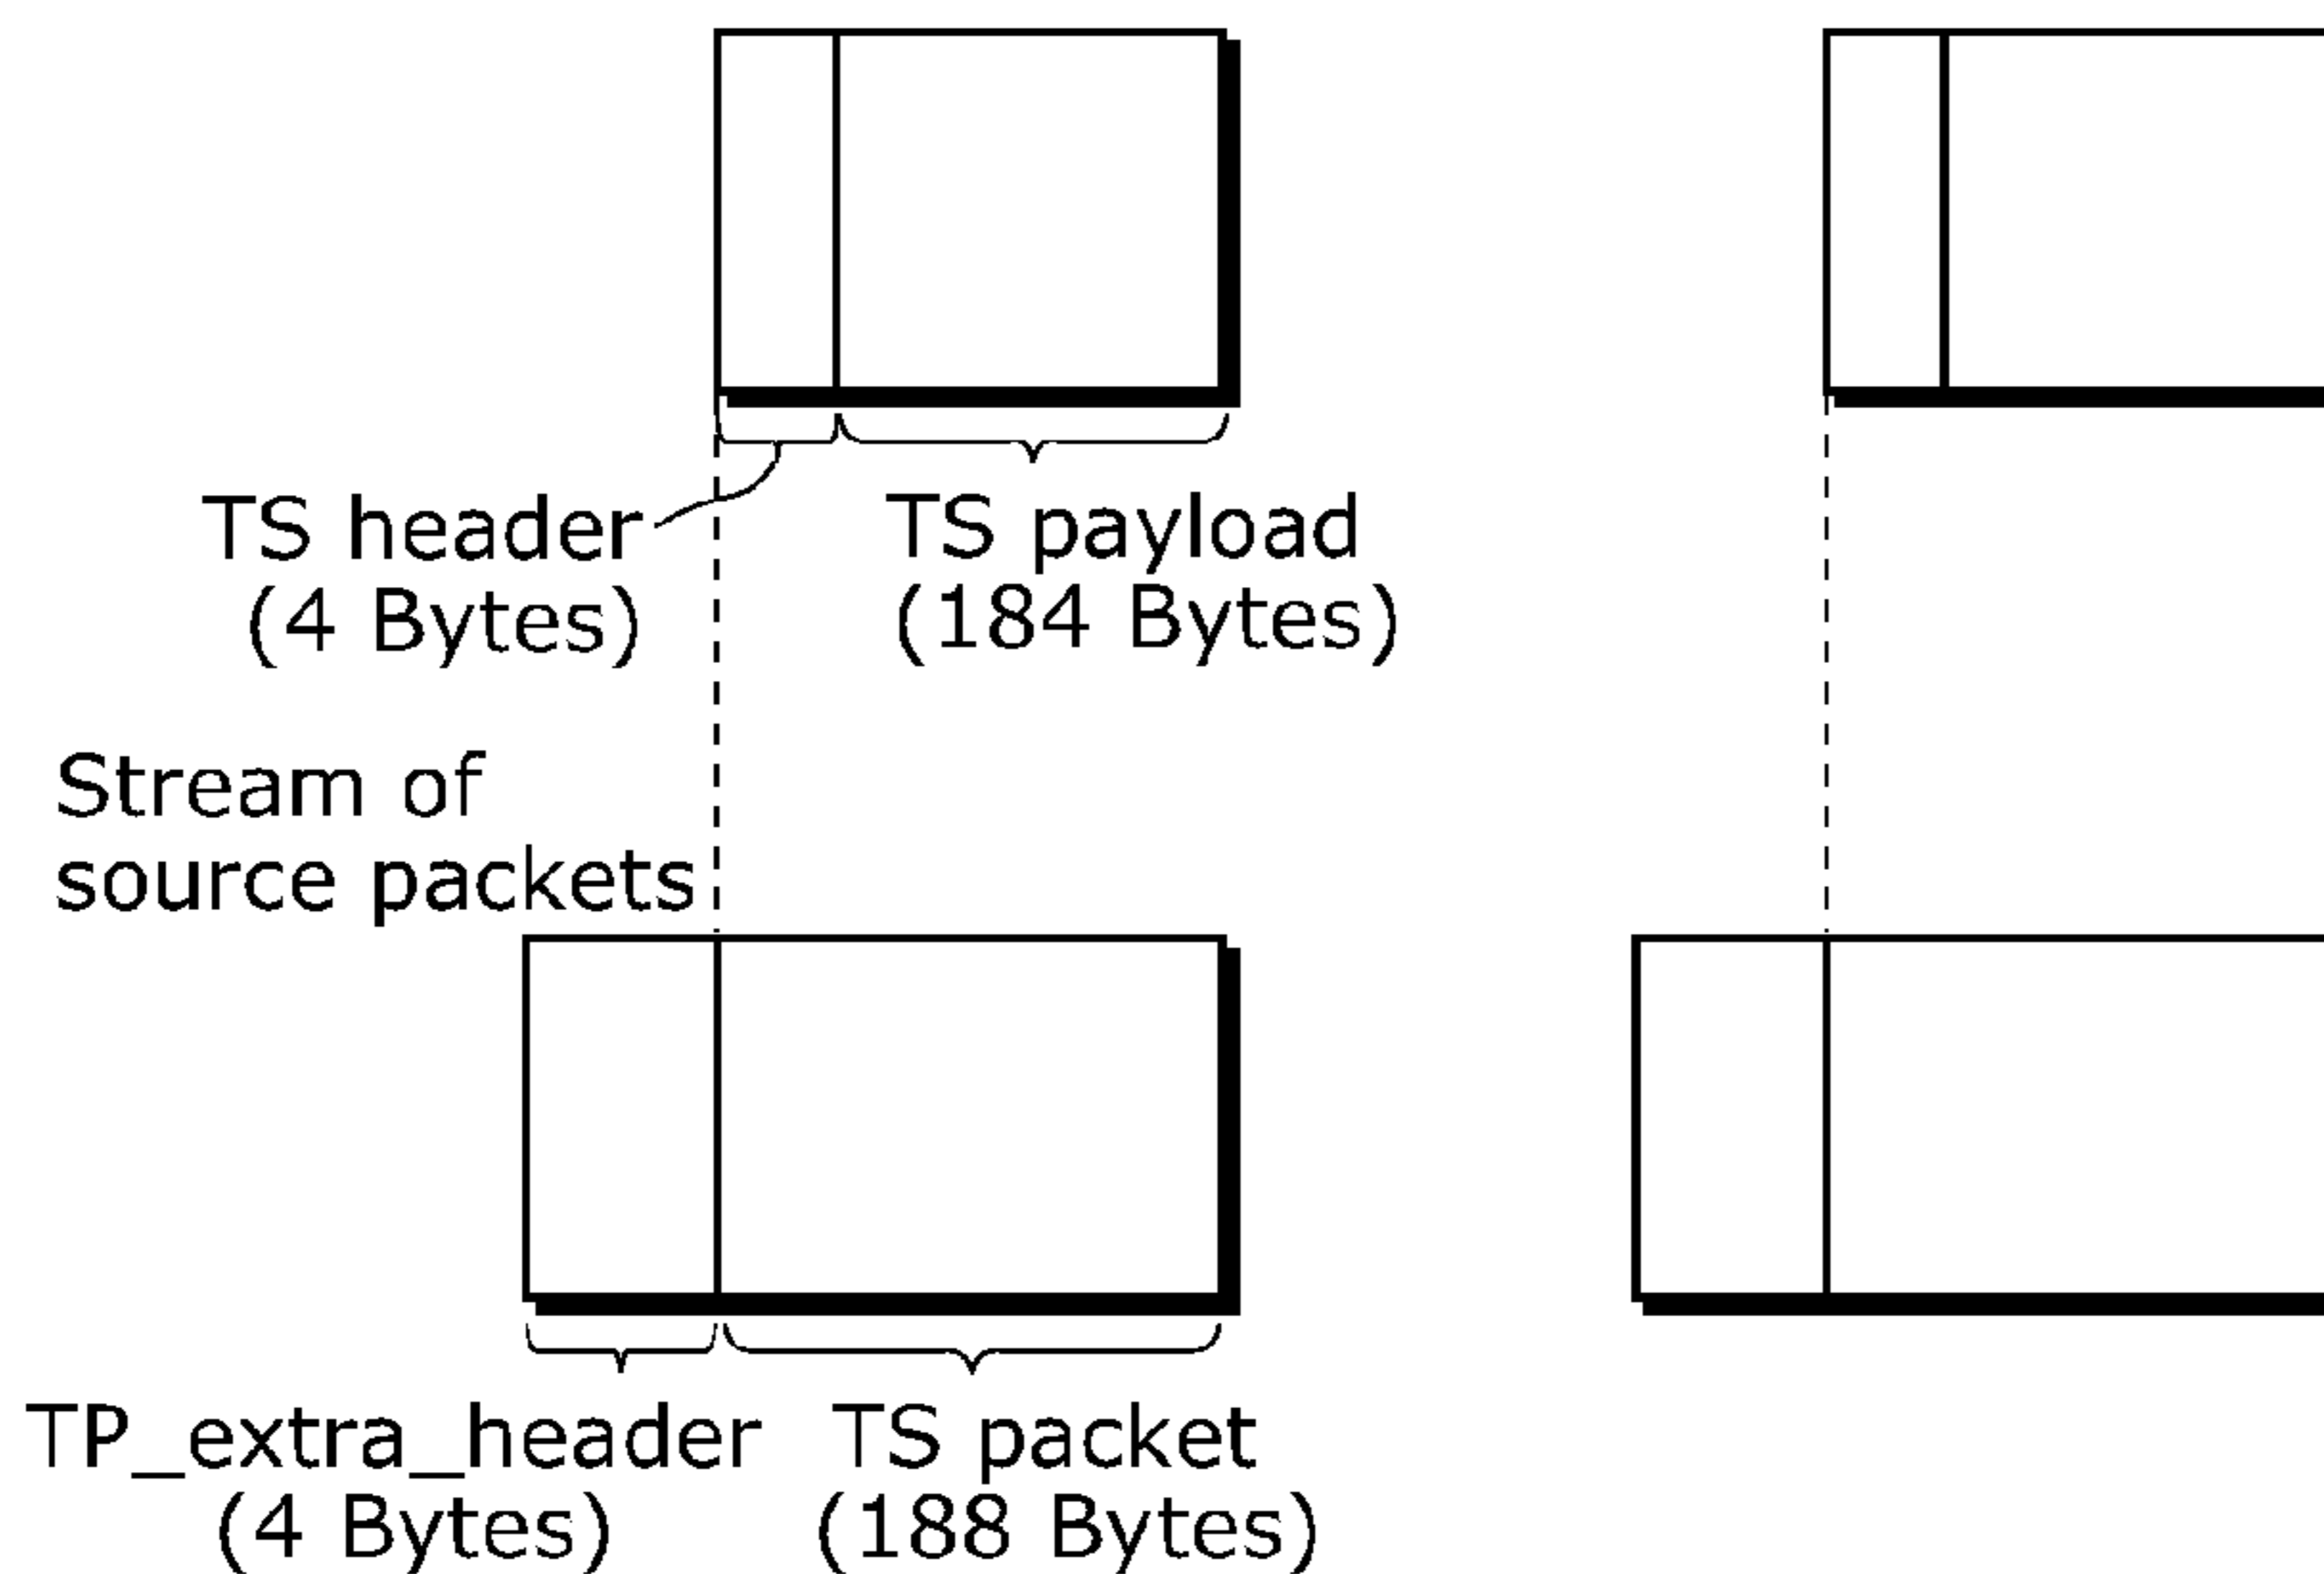 TS header
(4 Bytes)
TS payload
(184 Bytes)
Stream of
source packets
TP_extra_header
(4 Bytes)
TS packet
(188 Bytes)